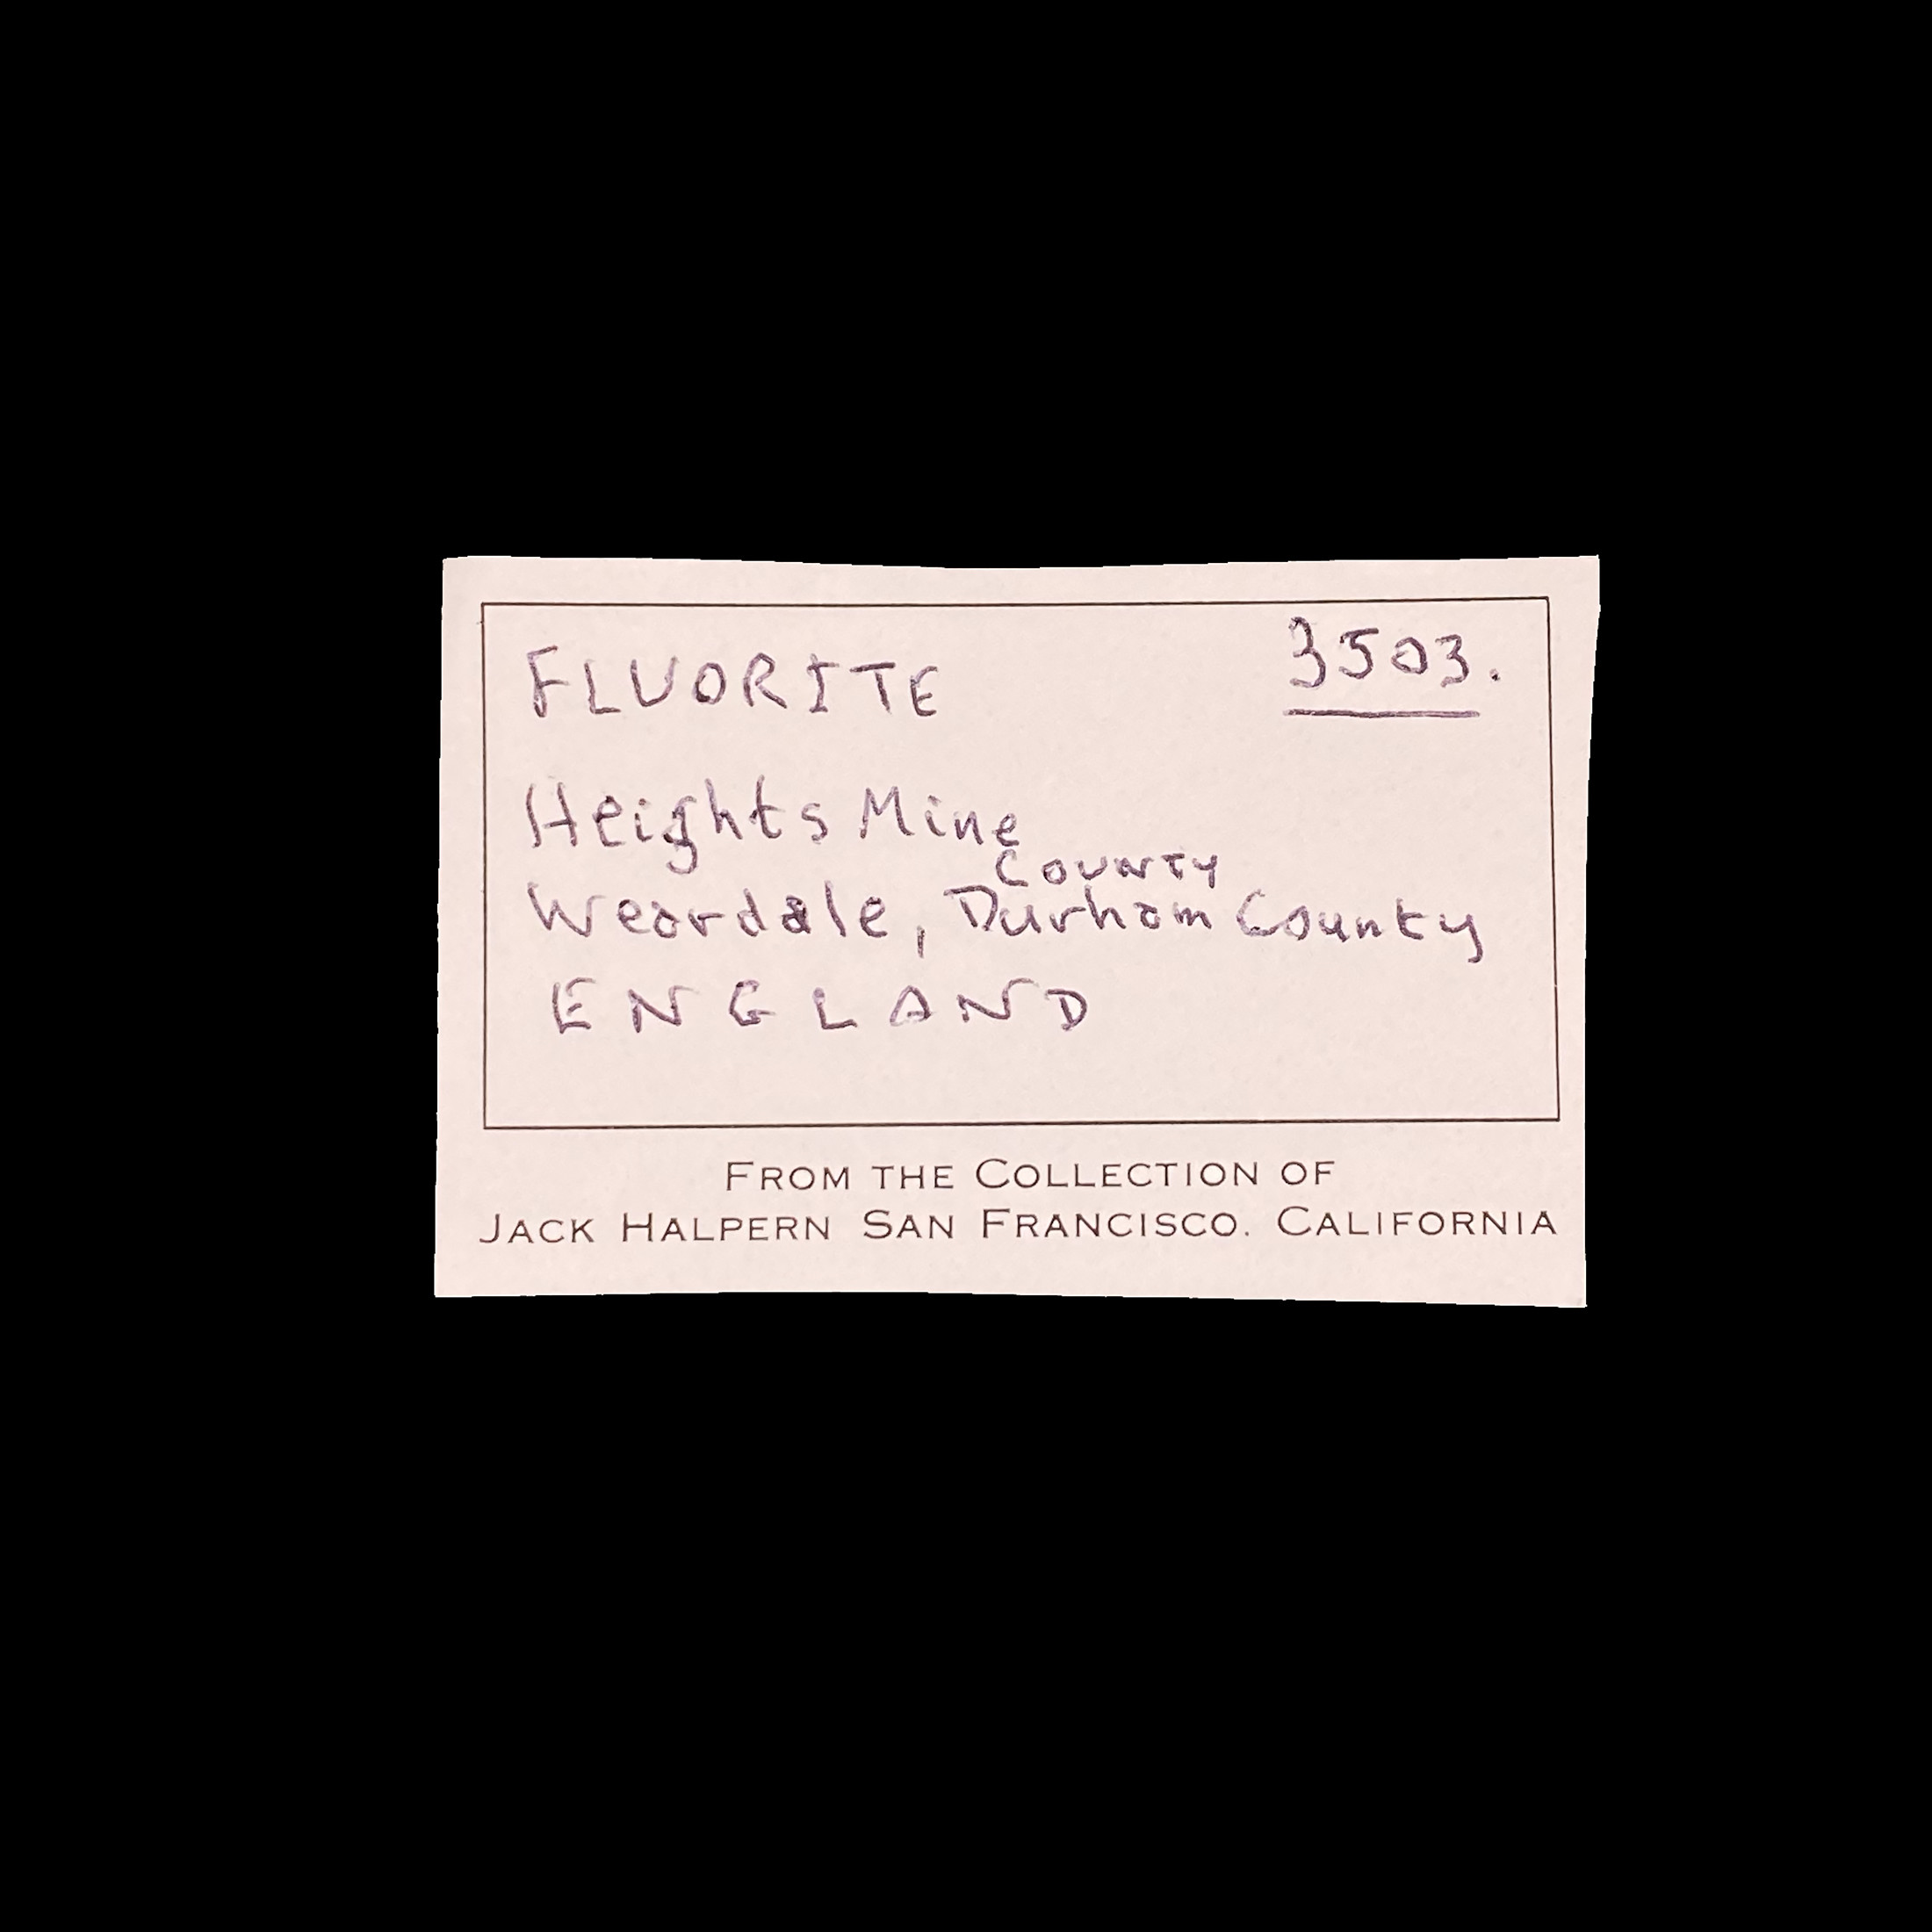 FLUORITE 3503.
Heights Mine
COUNTY
Weardale, Durham County
ENGLAND
FROM THE COLLECTION OF
JACK HALPERN SAN FRANCISCO. CALIFORNIA